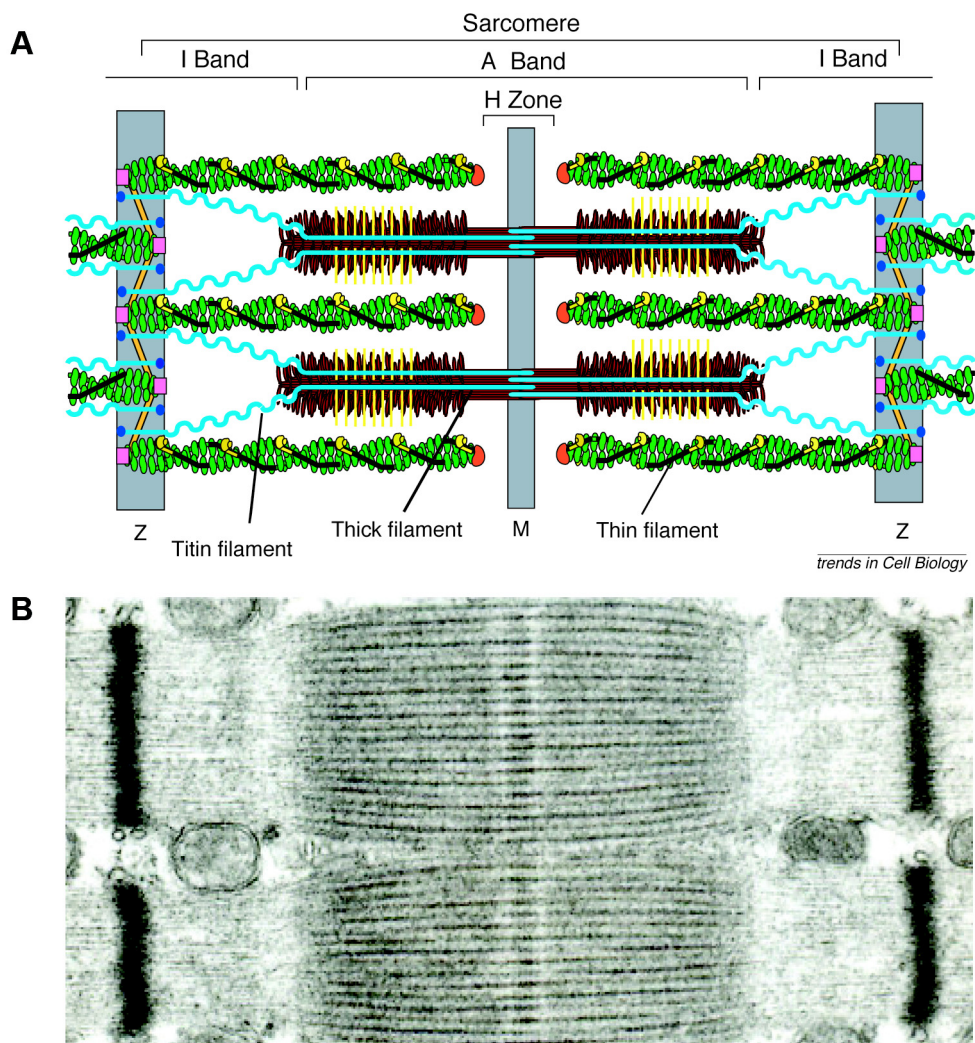 A
Sarcomere
I Band
A Band
I Band
H Zone
Z
Titin filament
Thick filament
M
Thin filament
Z
trends in Cell Biology
B